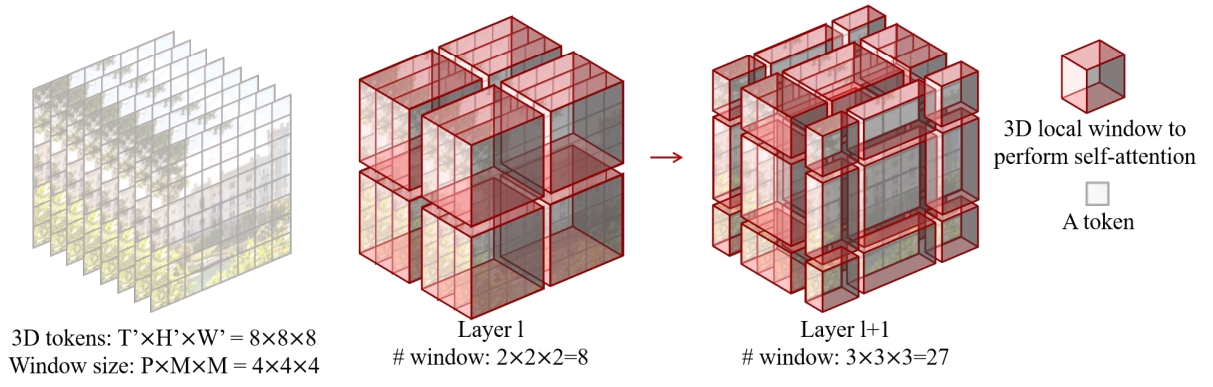 3D tokens: T’×H’×W’ = 8×8×8
Window size: P×M×M = 4×4×4
Layer l
# window: 2×2×2=8
Layer l+1
# window: 3×3×3=27
3D local window to
perform self-attention
A token